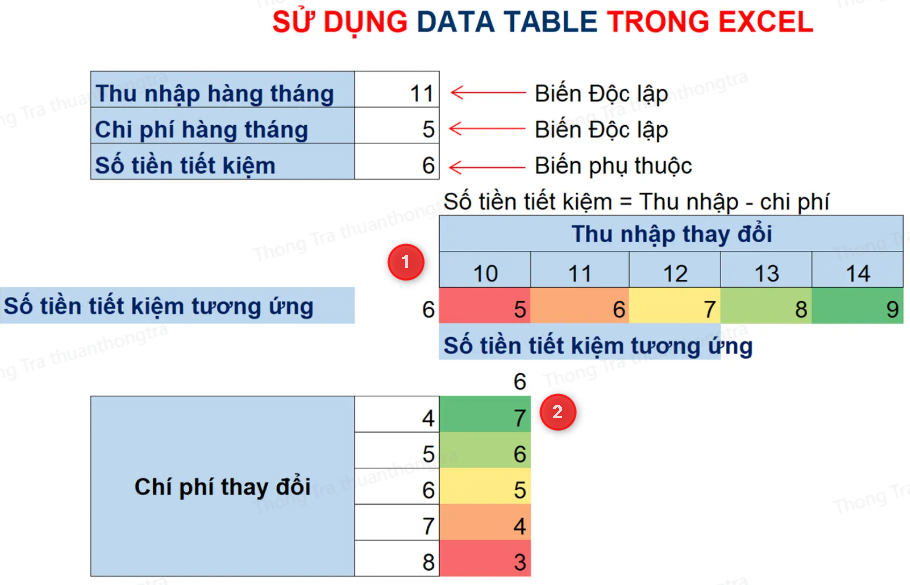 SỬ DỤNG DATA TABLE TRONG EXCEL
Thu nhập hàng tháng 11 Biến Độc lập
Chi phí hàng tháng 5 Biến Độc lập
Số tiền tiết kiệm 6 Biến phụ thuộc
Số tiền tiết kiệm = Thu nhập - chi phí
Thu nhập thay đổi
1
10 11 12 13 14
Số tiền tiết kiệm tương ứng 6 5 6 7 8 9
Số tiền tiết kiệm tương ứng
6
4 7 2
5 6
Chí phí thay đổi 6 5
7 4
8 3
Thong Tra thuanthongtra